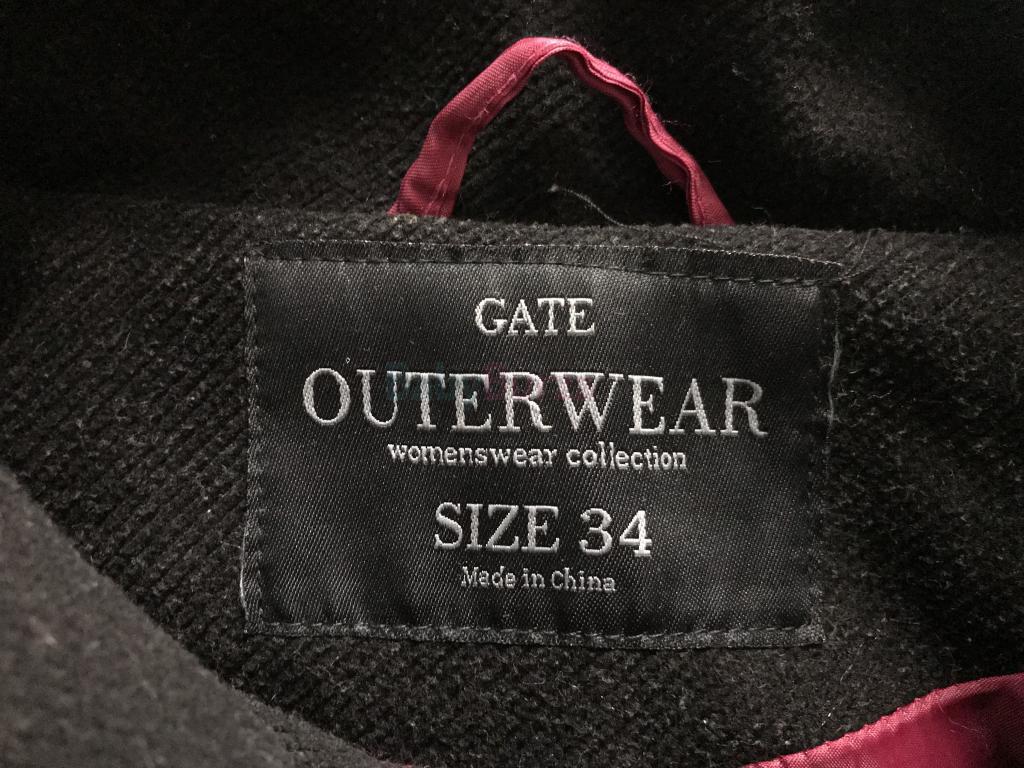 GATE
OUTERWEAR
womenswear collection
SIZE 34
Made in China